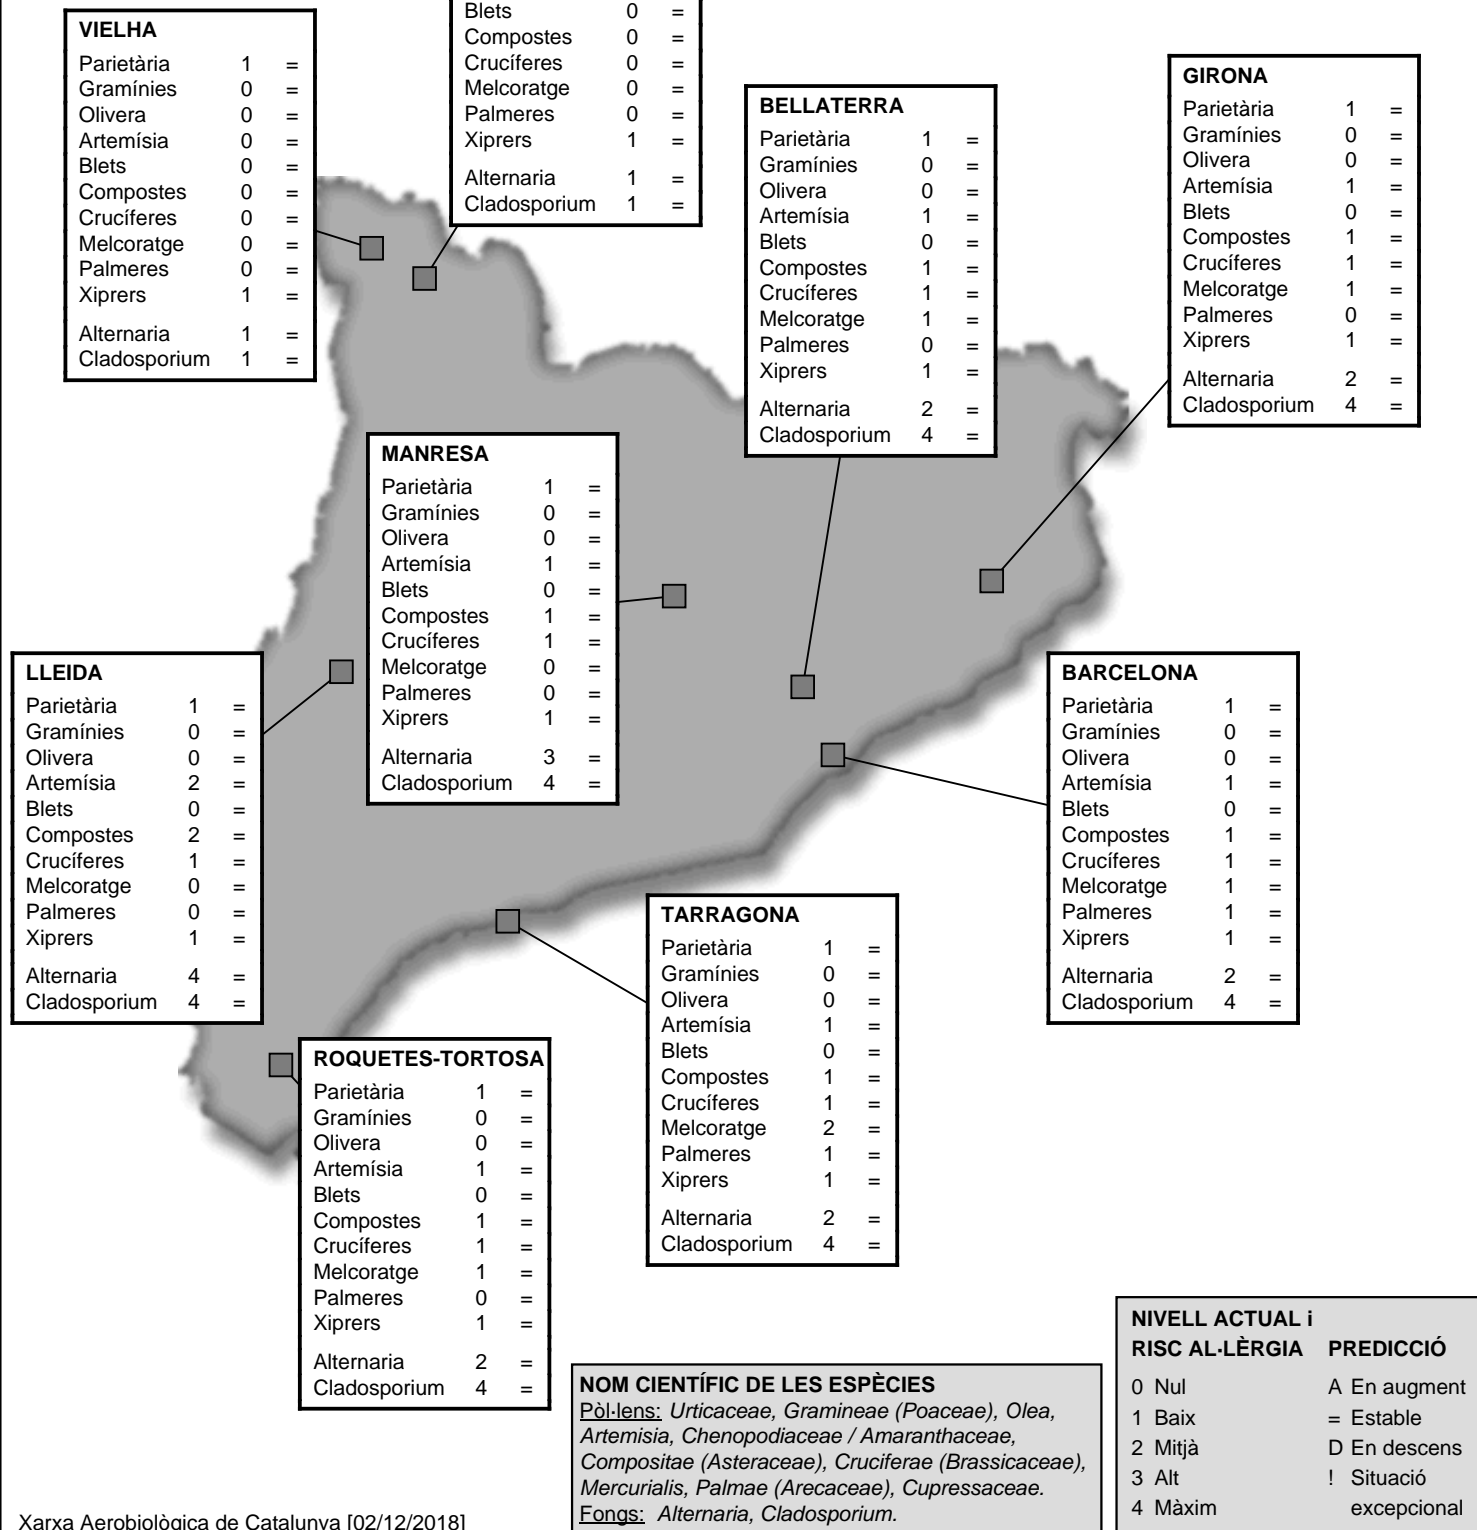 VIELHA
Parietària 1 =
Gramínies 0 =
Olivera 0 =
Artemísia 0 =
Blets 0 =
Compostes 0 =
Crucíferes 0 =
Melcoratge 0 =
Palmeres 0 =
Xiprers 1 =
Alternaria 1 =
Cladosporium 1 =
Blets 0 =
Compostes 0 =
Crucíferes 0 =
Melcoratge 0 =
Palmeres 0 =
Xiprers 1 =
Alternaria 1 =
Cladosporium 1 =
BELLATERRA
Parietària 1 =
Gramínies 0 =
Olivera 0 =
Artemísia 1 =
Blets 0 =
Compostes 1 =
Crucíferes 1 =
Melcoratge 1 =
Palmeres 0 =
Xiprers 1 =
Alternaria 2 =
Cladosporium 4 =
GIRONA
Parietària 1 =
Gramínies 0 =
Olivera 0 =
Artemísia 1 =
Blets 0 =
Compostes 1 =
Crucíferes 1 =
Melcoratge 1 =
Palmeres 0 =
Xiprers 1 =
Alternaria 2 =
Cladosporium 4 =
MANRESA
Parietària 1 =
Gramínies 0 =
Olivera 0 =
Artemísia 1 =
Blets 0 =
Compostes 1 =
Crucíferes 1 =
Melcoratge 0 =
Palmeres 0 =
Xiprers 1 =
Alternaria 3 =
Cladosporium 4 =
LLEIDA
Parietària 1 =
Gramínies 0 =
Olivera 0 =
Artemísia 2 =
Blets 0 =
Compostes 2 =
Crucíferes 1 =
Melcoratge 0 =
Palmeres 0 =
Xiprers 1 =
Alternaria 4 =
Cladosporium 4 =
BARCELONA
Parietària 1 =
Gramínies 0 =
Olivera 0 =
Artemísia 1 =
Blets 0 =
Compostes 1 =
Crucíferes 1 =
Melcoratge 1 =
Palmeres 1 =
Xiprers 1 =
Alternaria 2 =
Cladosporium 4 =
TARRAGONA
Parietària 1 =
Gramínies 0 =
Olivera 0 =
Artemísia 1 =
Blets 0 =
Compostes 1 =
Crucíferes 1 =
Melcoratge 2 =
Palmeres 1 =
Xiprers 1 =
Alternaria 2 =
Cladosporium 4 =
ROQUETES-TORTOSA
Parietària 1 =
Gramínies 0 =
Olivera 0 =
Artemísia 1 =
Blets 0 =
Compostes 1 =
Crucíferes 1 =
Melcoratge 1 =
Palmeres 0 =
Xiprers 1 =
Alternaria 2 =
Cladosporium 4 =
NOM CIENTÍFIC DE LES ESPÈCIES
Pòl·lens: Urticaceae, Gramineae (Poaceae), Olea,
Artemisia, Chenopodiaceae / Amaranthaceae,
Compositae (Asteraceae), Cruciferae (Brassicaceae),
Mercurialis, Palmae (Arecaceae), Cupressaceae.
Fongs: Alternaria, Cladosporium.
NIVELL ACTUAL i
RISC AL·LÈRGIA PREDICCIÓ
0 Nul A En augment
1 Baix = Estable
2 Mitjà D En descens
3 Alt ! Situació
4 Màxim excepcional
Xarxa Aerobiològica de Catalunya [02/12/2018]